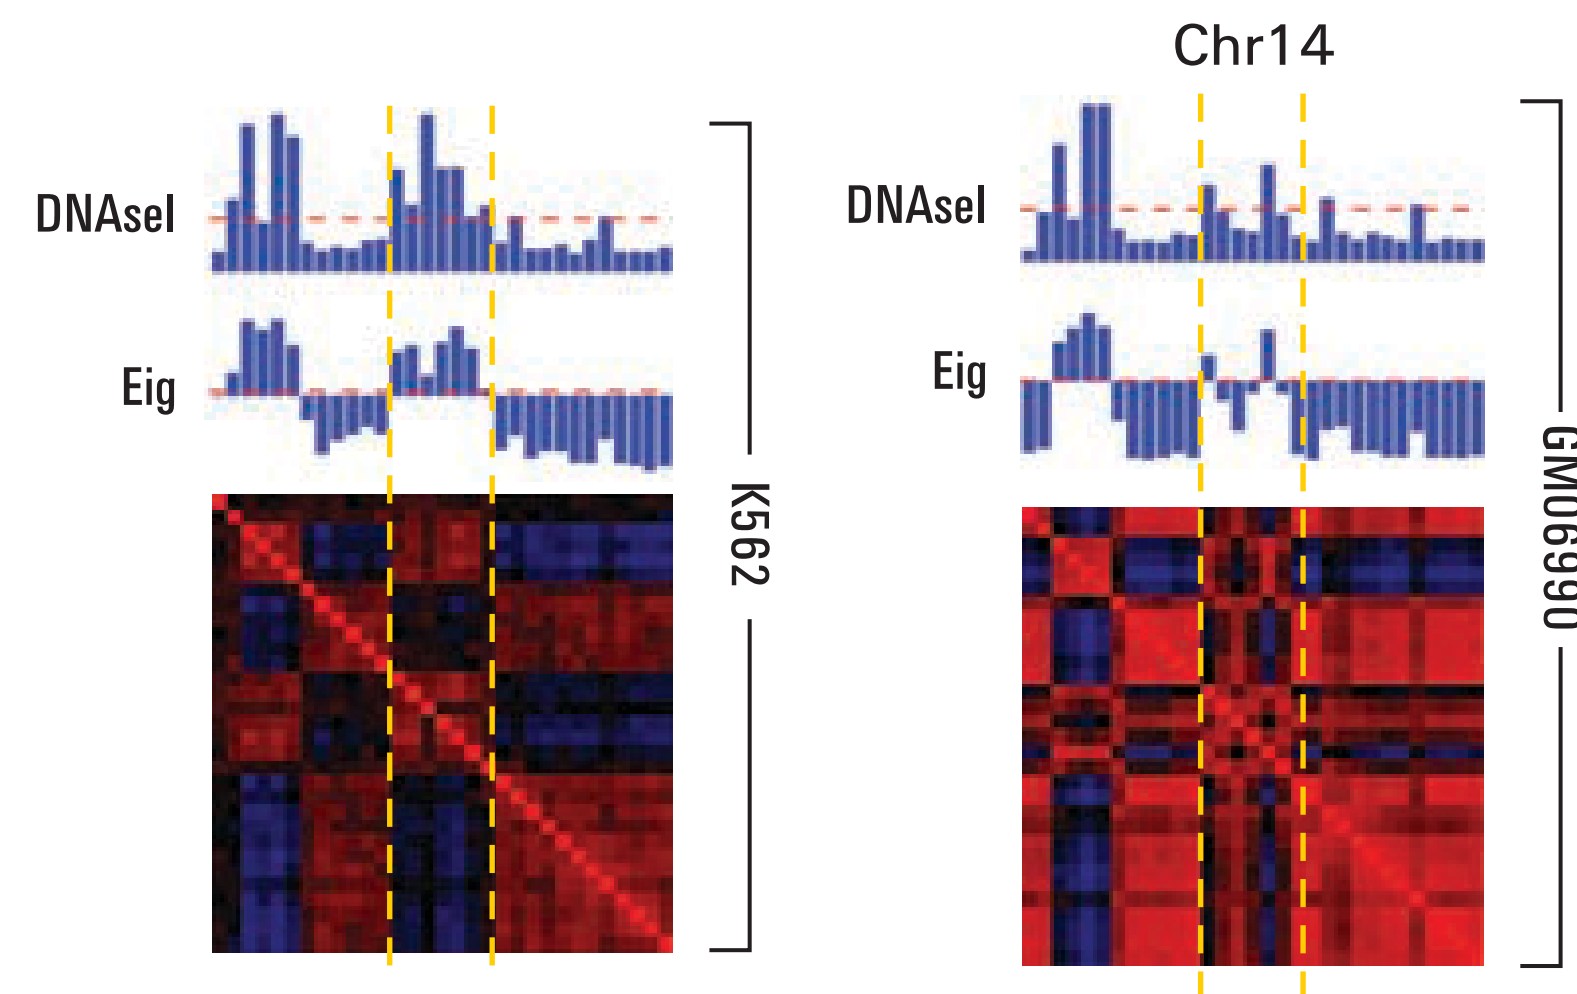 Chr14
DNAseI
Eig
K562
DNAseI
Eig
GM06990